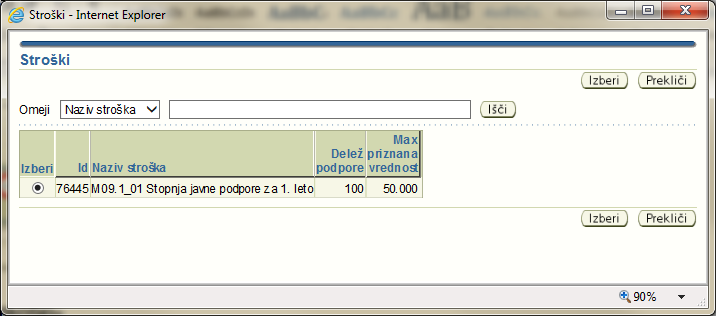 Stroški - Internet Explorer
Stroški
Izberi Prekliči
Omeji Naziv stroška Išči
Izberi Id Naziv stroška Delež podpore Max priznana vrednost
76445 M09.1_01 Stopnja javne podpore za 1. leto 100 50.000
Izberi Prekliči
90%